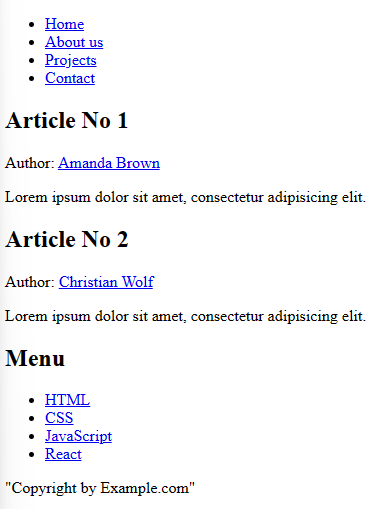 Home
About us
Projects
Contact
Article No 1
Author: Amanda Brown
Lorem ipsum dolor sit amet, consectetur adipisicing elit.
Article No 2
Author: Christian Wolf
Lorem ipsum dolor sit amet, consectetur adipisicing elit.
Menu
HTML
CSS
JavaScript
React
"Copyright by Example.com"